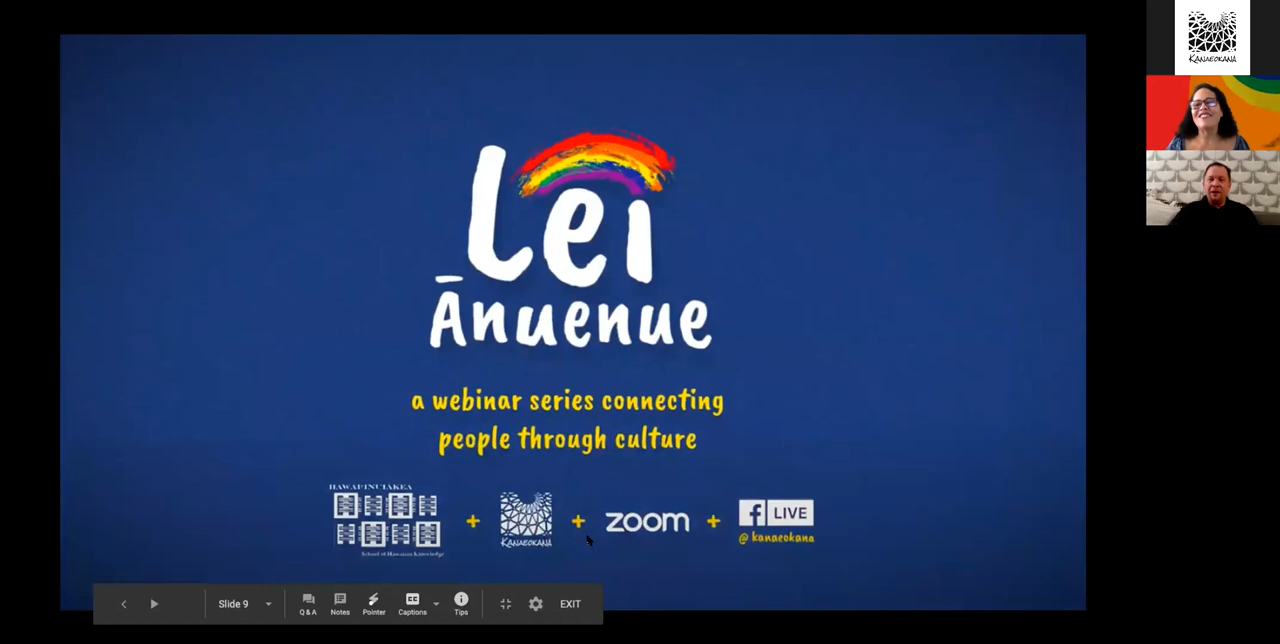 KANAEOKANA
Lei
Ānuenue
a webinar series connecting
people through culture
HAWAIʻINUIĀKEA
School of Hawaiian Knowledge
+
KANAEOKANA
+
zoom
+
f LIVE
@ kanaeokana
Slide 9
Q & A
Notes
Pointer
Captions
Tips
EXIT